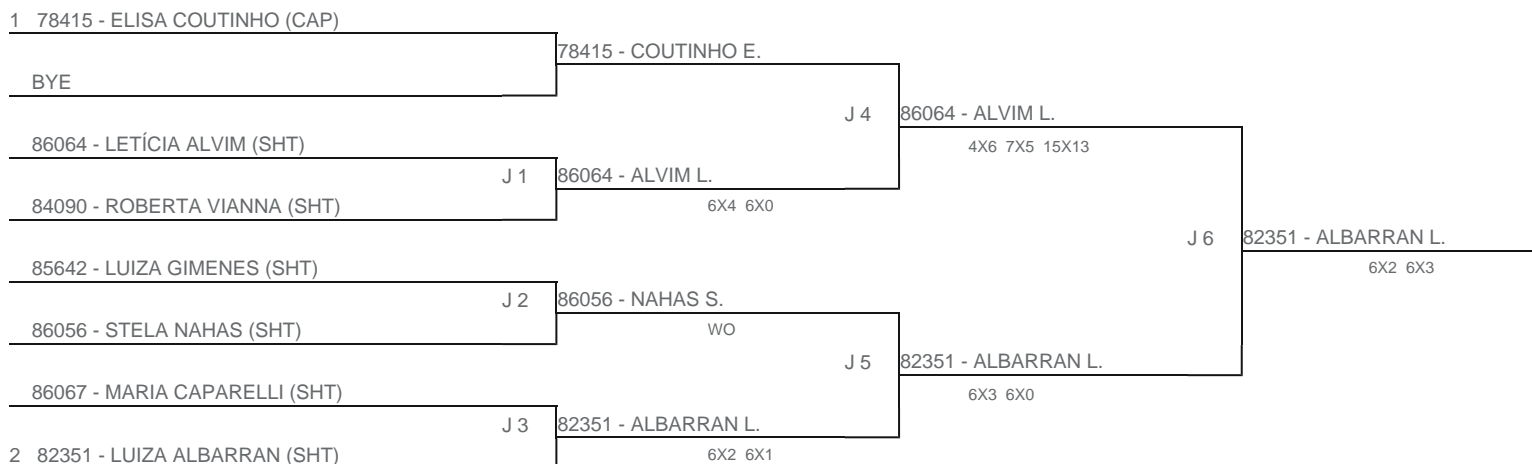 1 78415 - ELISA COUTINHO (CAP)
78415 - COUTINHO E.
BYE
J 4 86064 - ALVIM L.
86064 - LETÍCIA ALVIM (SHT)
4X6 7X5 15X13
J 1 86064 - ALVIM L.
84090 - ROBERTA VIANNA (SHT)
6X4 6X0
J 6 82351 - ALBARRAN L.
85642 - LUIZA GIMENES (SHT)
6X2 6X3
J 2 86056 - NAHAS S.
86056 - STELA NAHAS (SHT)
WO
J 5 82351 - ALBARRAN L.
86067 - MARIA CAPARELLI (SHT)
6X3 6X0
J 3 82351 - ALBARRAN L.
2 82351 - LUIZA ALBARRAN (SHT)
6X2 6X1